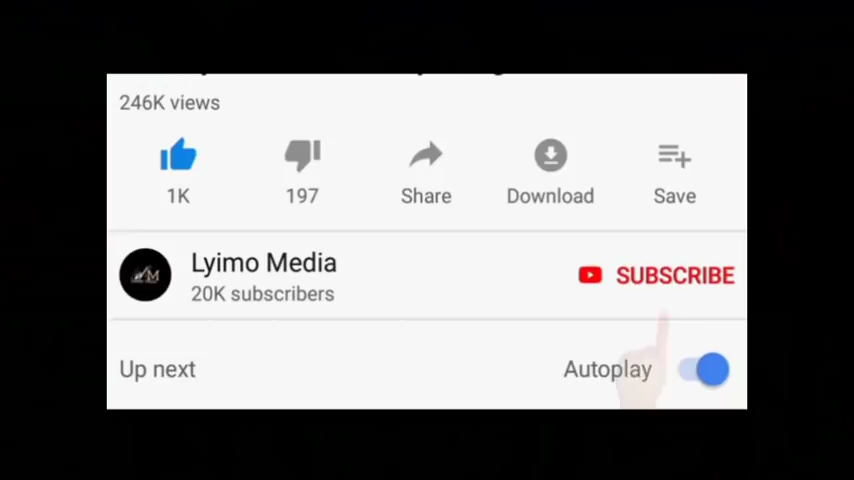 246K views
1K
197
Share
Download
Save
Lyimo Media
20K subscribers
SUBSCRIBE
Up next
Autoplay